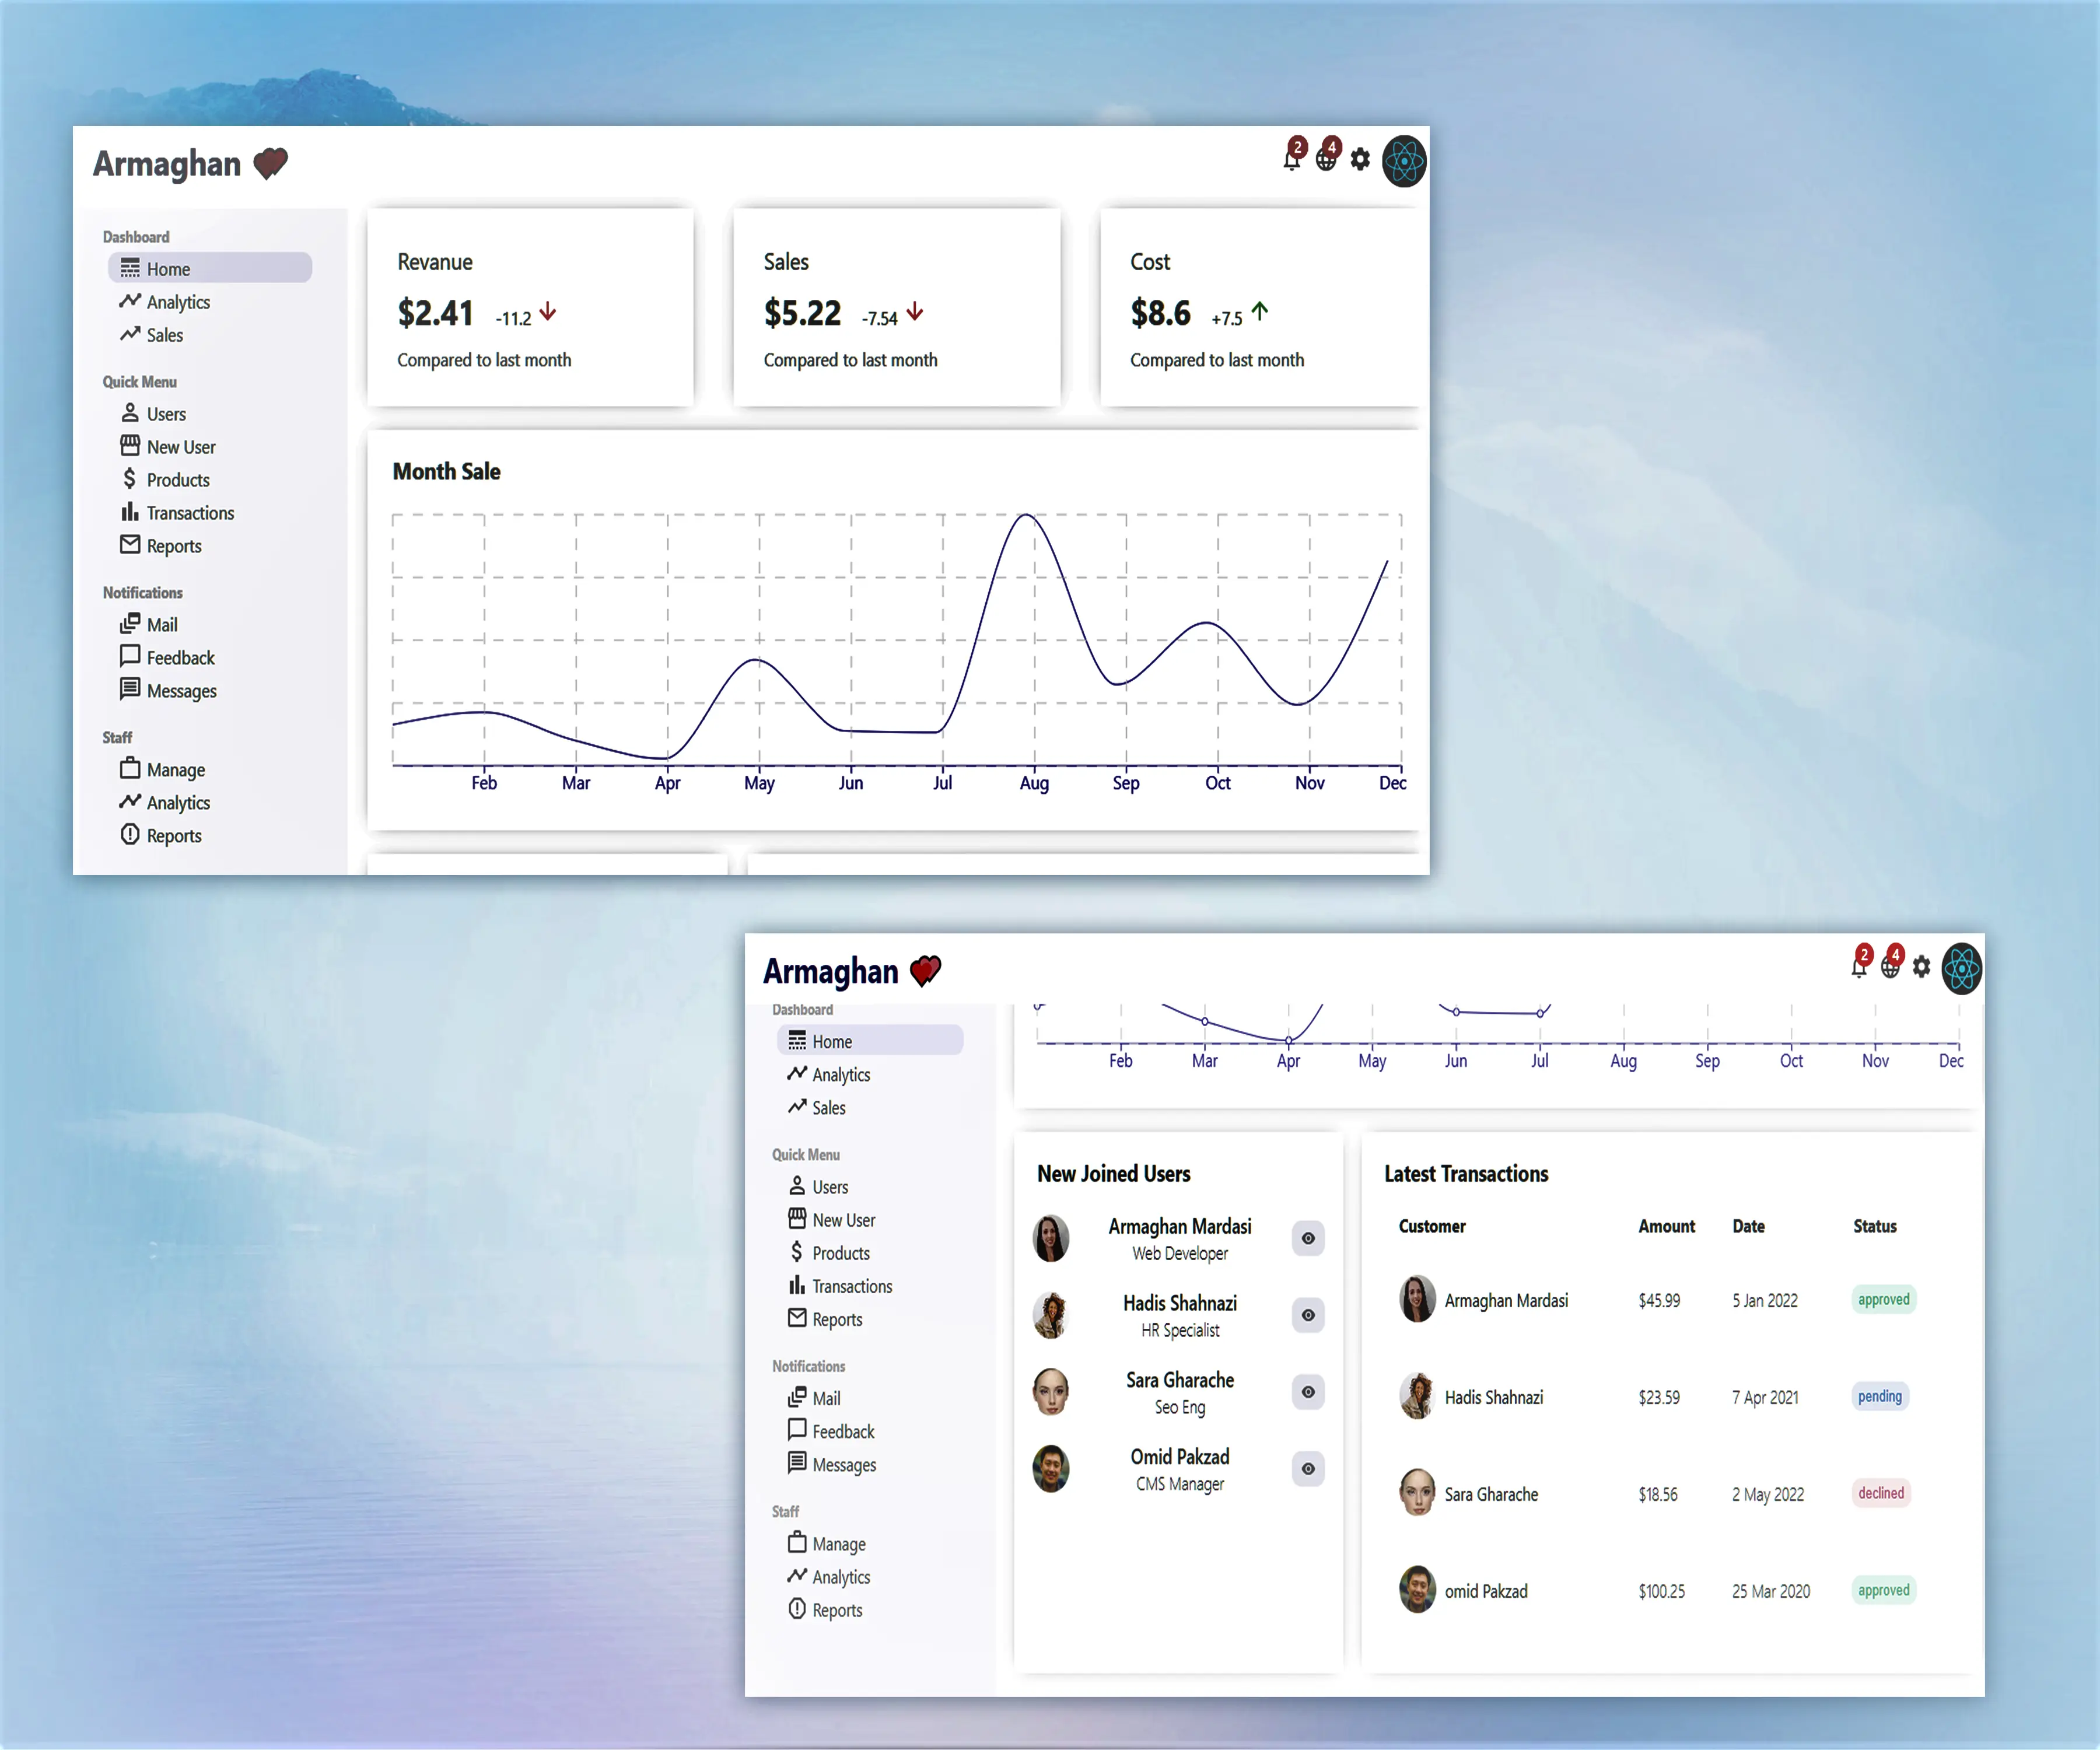 Armaghan
2 4
Dashboard
Home
Analytics
Sales
Quick Menu
Users
New User
Products
Transactions
Reports
Notifications
Mail
Feedback
Messages
Staff
Manage
Analytics
Reports
Revanue
$2.41 -11.2
Compared to last month
Sales
$5.22 -7.54
Compared to last month
Cost
$8.6 +7.5
Compared to last month
Month Sale
Feb Mar Apr May Jun Jul Aug Sep Oct Nov Dec
Armaghan
2 4
Dashboard
Home
Analytics
Sales
Quick Menu
Users
New User
Products
Transactions
Reports
Notifications
Mail
Feedback
Messages
Staff
Manage
Analytics
Reports
Feb Mar Apr May Jun Jul Aug Sep Oct Nov Dec
New Joined Users
Armaghan Mardasi
Web Developer
Hadis Shahnazi
HR Specialist
Sara Gharache
Seo Eng
Omid Pakzad
CMS Manager
Latest Transactions
Customer Amount Date Status
Armaghan Mardasi $45.99 5 Jan 2022 approved
Hadis Shahnazi $23.59 7 Apr 2021 pending
Sara Gharache $18.56 2 May 2022 declined
omid Pakzad $100.25 25 Mar 2020 approved